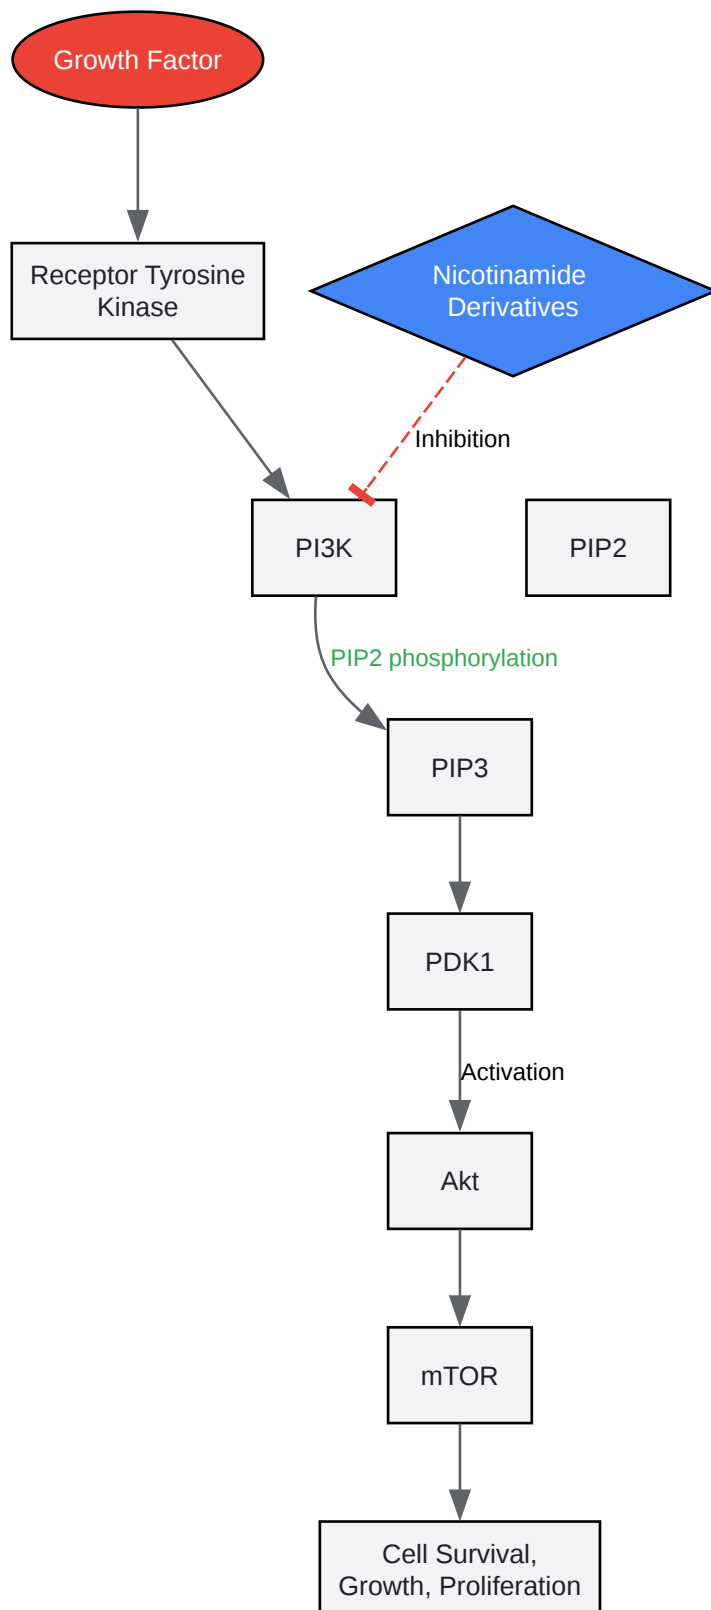 Growth Factor
Receptor Tyrosine
Kinase
Nicotinamide
Derivatives
Inhibition
PI3K
PIP2
PIP2 phosphorylation
PIP3
PDK1
Activation
Akt
mTOR
Cell Survival,
Growth, Proliferation